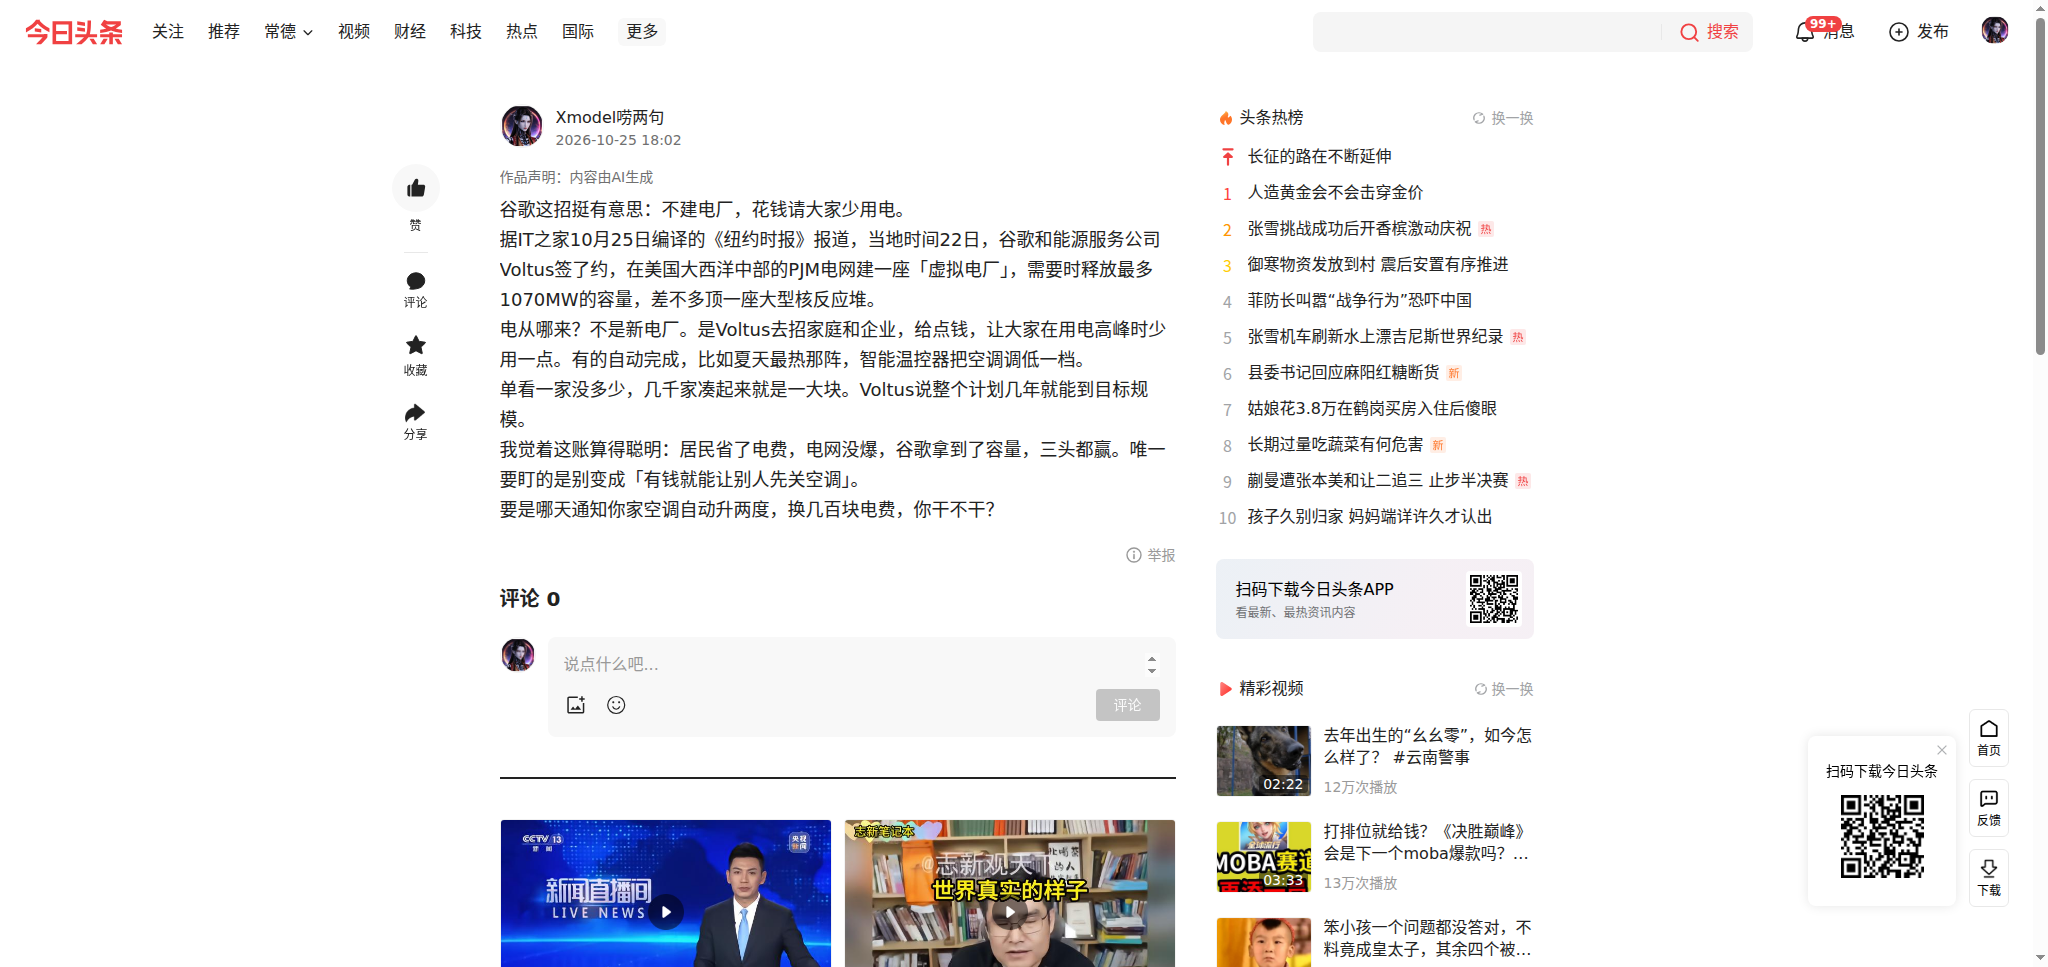 今日头条
关注 推荐 常德 视频 财经 科技 热点 国际 更多
搜索
99+
消息
发布
Xmodel唠两句
2026-10-25 18:02
作品声明：内容由AI生成
谷歌这招挺有意思：不建电厂，花钱请大家少用电。
据IT之家10月25日编译的《纽约时报》报道，当地时间22日，谷歌和能源服务公司
Voltus签了约，在美国大西洋中部的PJM电网建一座「虚拟电厂」，需要时释放最多
1070MW的容量，差不多顶一座大型核反应堆。
电从哪来？不是新电厂。是Voltus去招家庭和企业，给点钱，让大家在用电高峰时少
用一点。有的自动完成，比如夏天最热那阵，智能温控器把空调调低一档。
单看一家没多少，几千家凑起来就是一大块。Voltus说整个计划几年就能到目标规
模。
我觉着这账算得聪明：居民省了电费，电网没爆，谷歌拿到了容量，三头都赢。唯一
要盯的是别变成「有钱就能让别人先关空调」。
要是哪天通知你家空调自动升两度，换几百块电费，你干不干？
赞
评论
收藏
分享
举报
评论 0
说点什么吧...
评论
CCTV 13
新闻
央视新闻
新闻直播间
LIVE NEWS
志新笔记本
@志新观天下
世界真实的样子
头条热榜
换一换
长征的路在不断延伸
1 人造黄金会不会击穿金价
2 张雪挑战成功后开香槟激动庆祝 热
3 御寒物资发放到村 震后安置有序推进
4 菲防长叫嚣“战争行为”恐吓中国
5 张雪机车刷新水上漂吉尼斯世界纪录 热
6 县委书记回应麻阳红糖断货 新
7 姑娘花3.8万在鹤岗买房入住后傻眼
8 长期过量吃蔬菜有何危害 新
9 蒯曼遭张本美和让二追三 止步半决赛 热
10 孩子久别归家 妈妈端详许久才认出
扫码下载今日头条APP
看最新、最热资讯内容
精彩视频
换一换
去年出生的“幺幺零”，如今怎
么样了？ #云南警事
02:22
12万次播放
打排位就给钱？《决胜巅峰》
会是下一个moba爆款吗？...
MOBA赛道
03:33
13万次播放
笨小孩一个问题都没答对，不
料竟成皇太子，其余四个被...
扫码下载今日头条
首页
反馈
下载